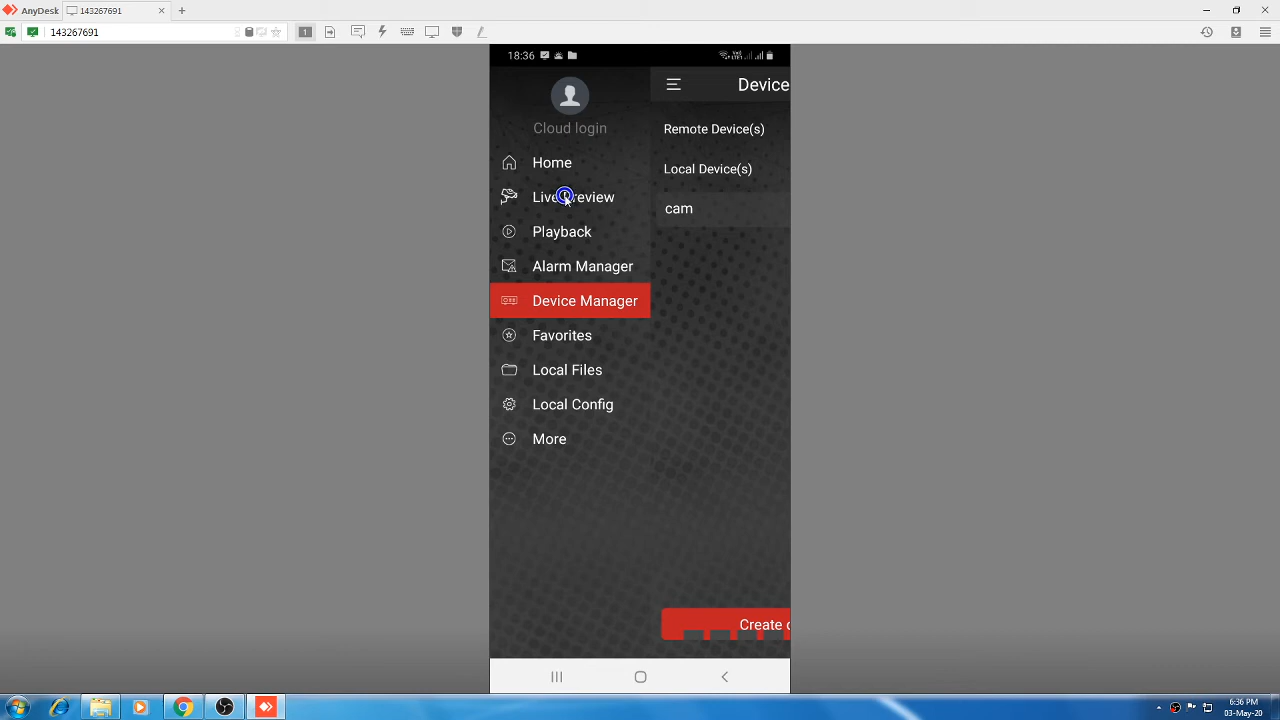 AnyDesk
143267691
143267691
1
18:36
Cloud login
Home
Live Preview
Playback
Alarm Manager
Device Manager
Favorites
Local Files
Local Config
More
Device
Remote Device(s)
Local Device(s)
cam
Create
6:36 PM
03-May-20